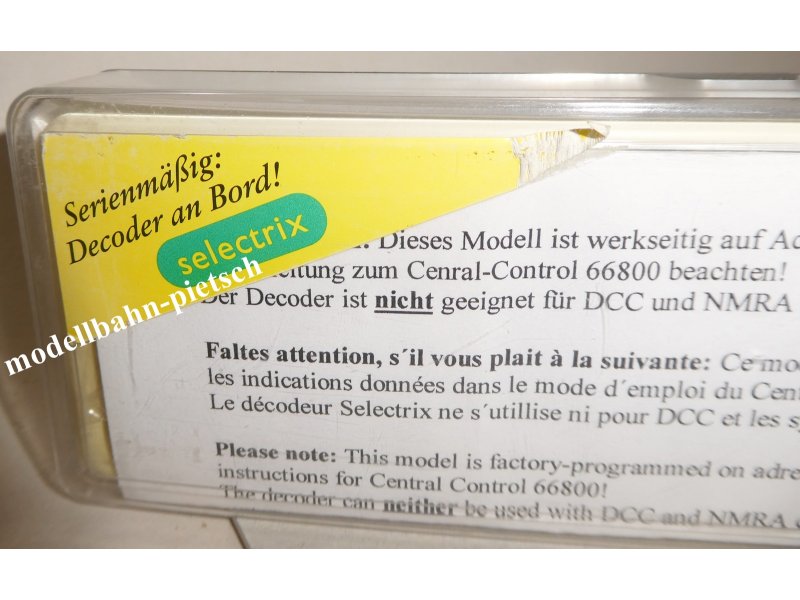 Serienmäßig:
Decoder an Bord!
selectrix
modellbahn-pietsch
Dieses Modell ist werkseitig auf
zum Cenral-Control 66800 beachten!
Der Decoder ist nicht geeignet für DCC und NMRA
Faltes attention, s´il vous plait à la suivante: Ce
les indications données dans le mode d´emploi du
Le décodeur Selectrix ne s´utillise ni pour DCC et les
Please note: This model is factory-programmed on
instructions for Central Control 66800!
The decoder can neither be used with DCC and NMRA